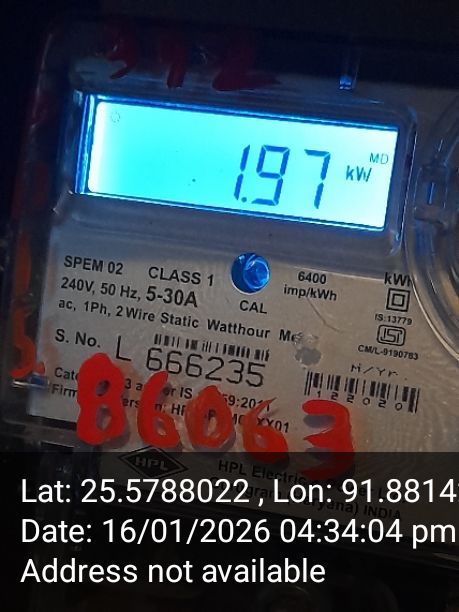 392
1.97 kW MD
SPEM 02 CLASS 1 6400 imp/kWh kWh
240V, 50 Hz, 5-30A CAL
IS:13779
ac, 1Ph, 2 Wire Static Watthour
CM/L-9190783
S. No. L 666235
M/Yr
122020
86063
HPL
HPL
INDIA
Lat: 25.5788022 , Lon: 91.8814
Date: 16/01/2026 04:34:04 pm
Address not available